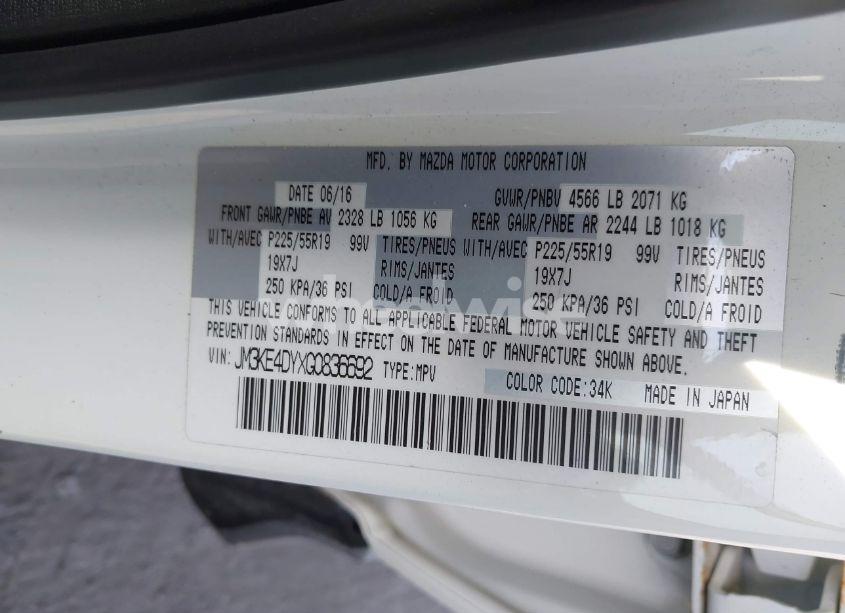 MFD. BY MAZDA MOTOR CORPORATION
DATE 06/16 GVWR/PNBV 4566 LB 2071 KG
FRONT GAWR/PNBE AV 2328 LB 1056 KG REAR GAWR/PNBE AR 2244 LB 1018 KG
WITH/AVEC P225/55R19 99V TIRES/PNEUS WITH/AVEC P225/55R19 99V TIRES/PNEUS
19X7J RIMS/JANTES 19X7J RIMS/JANTES
250 KPA/36 PSI COLD/A FROID 250 KPA/36 PSI COLD/A FROID
THIS VEHICLE CONFORMS TO ALL APPLICABLE FEDERAL MOTOR VEHICLE SAFETY AND THEFT
PREVENTION STANDARDS IN EFFECT ON THE DATE OF MANUFACTURE SHOWN ABOVE.
VIN: JM3KE4DYXG0836692 TYPE:MPV COLOR CODE:34K MADE IN JAPAN